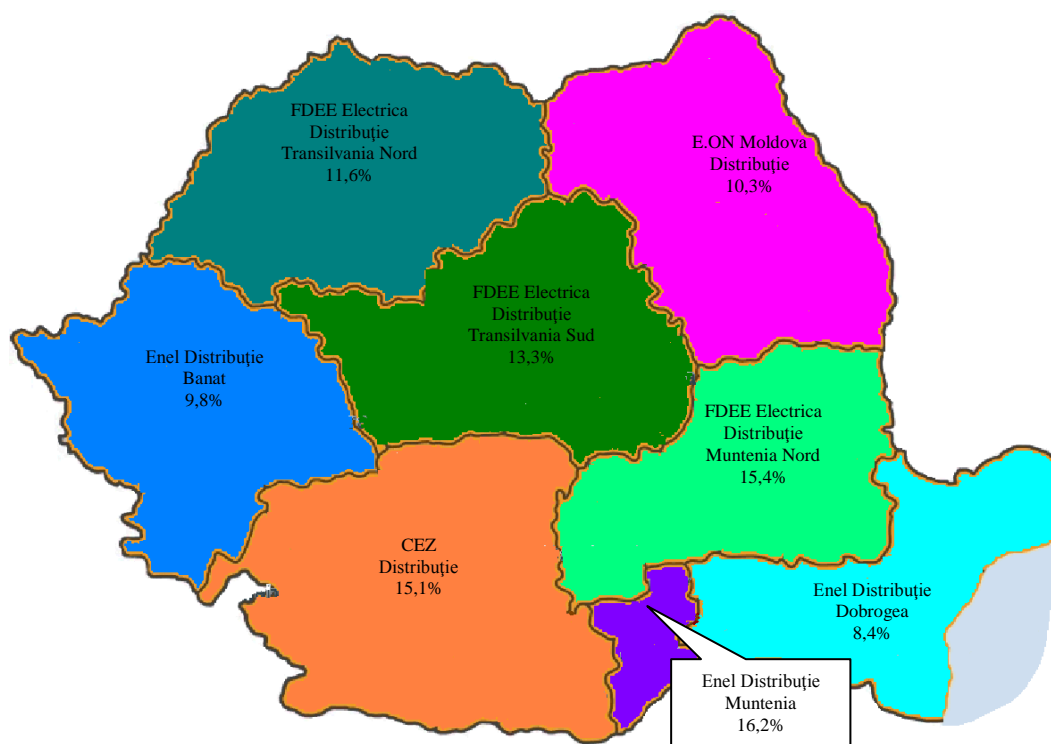 FDEE Electrica
Distribuţie
Transilvania Nord
11,6%
E.ON Moldova
Distribuţie
10,3%
FDEE Electrica
Distribuţie
Transilvania Sud
13,3%
Enel Distribuţie
Banat
9,8%
FDEE Electrica
Distribuţie
Muntenia Nord
15,4%
CEZ
Distribuţie
15,1%
Enel Distribuţie
Dobrogea
8,4%
Enel Distribuţie
Muntenia
16,2%